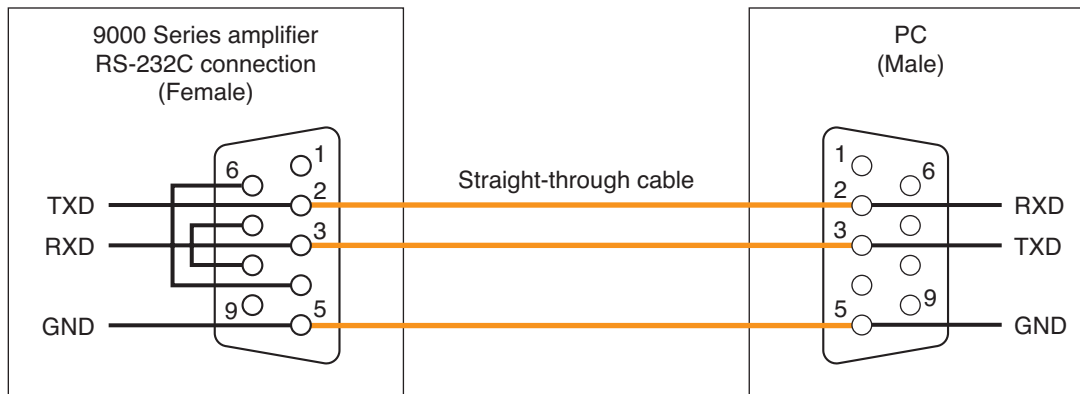 9000 Series amplifier
RS-232C connection
(Female)
PC
(Male)
Straight-through cable
6
1
2
3
9
5
TXD
RXD
GND
1
6
2
3
5
9
RXD
TXD
GND